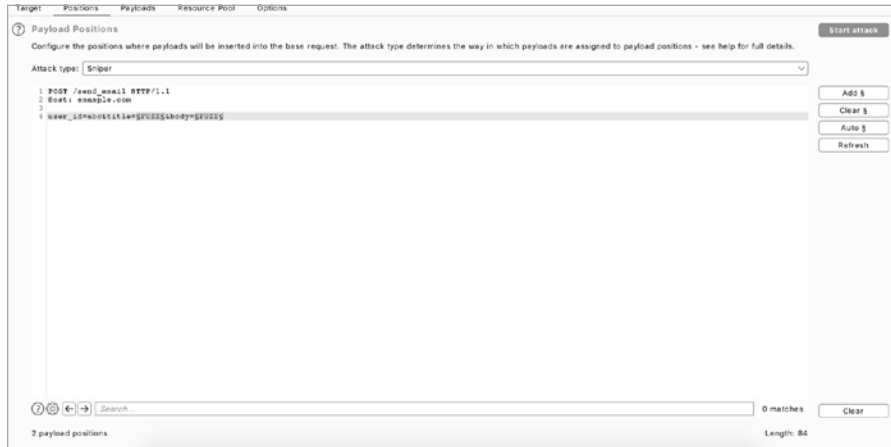 Target Positions Payloads Resource Pool Options
Payload Positions
Start attack
Configure the positions where payloads will be inserted into the base request. The attack type determines the way in which payloads are assigned to payload positions - see help for full details.
Attack type: Sniper
1 POST /send_email HTTP/1.1
2 Host: example.com
3
4 user_id=abc&title=§FUZZ§&body=§FUZZ§
Add §
Clear §
Auto §
Refresh
Search...
0 matches
Clear
2 payload positions
Length: 84